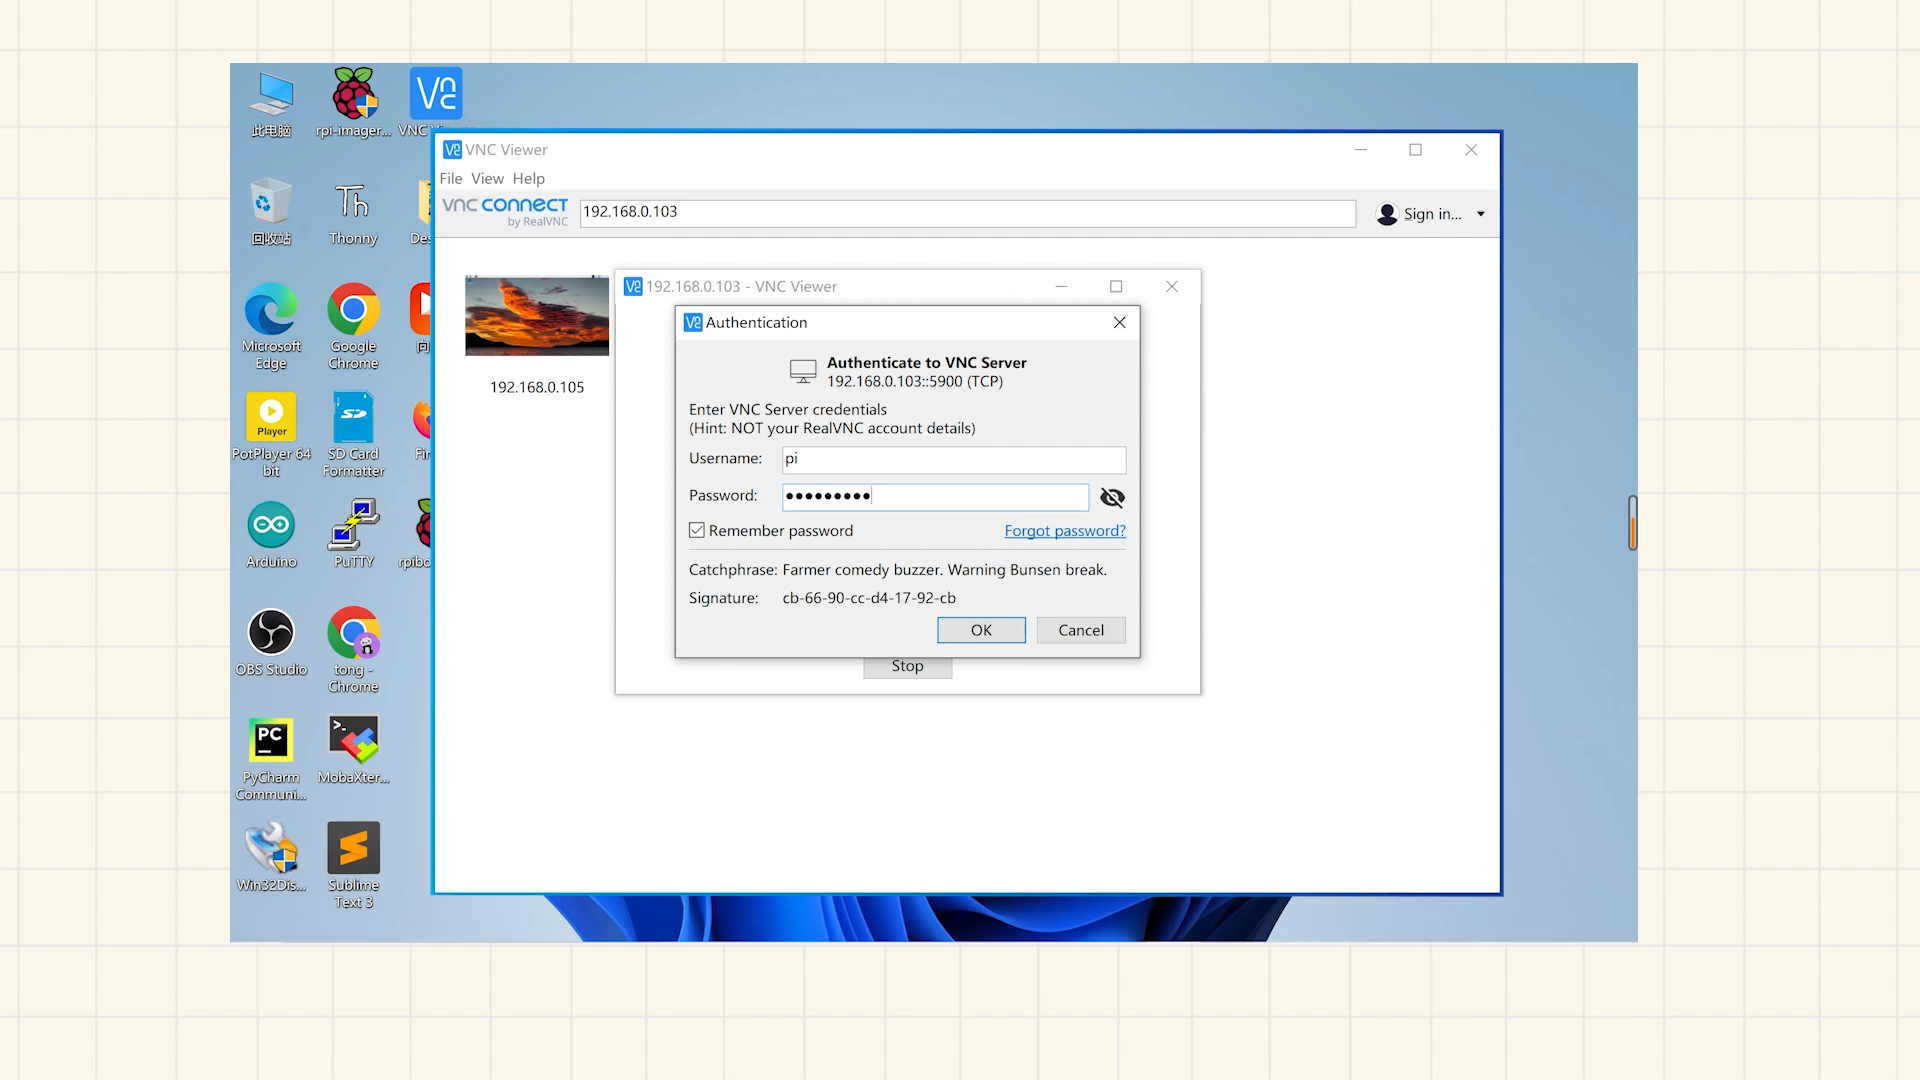 此电脑
rpi-imager...
VNC
回收站
Thonny
Microsoft
Edge
Google
Chrome
向
Player
PotPlayer 64
bit
SD Card
Formatter
Arduino
PuTTY
OBS Studio
tong -
Chrome
PC
PyCharm
Communi...
MobaXter...
Win32Dis...
Sublime
Text 3
VNC Viewer
File View Help
vnc connect
by RealVNC
192.168.0.103
Sign in...
192.168.0.105
192.168.0.103 - VNC Viewer
Authentication
Authenticate to VNC Server
192.168.0.103::5900 (TCP)
Enter VNC Server credentials
(Hint: NOT your RealVNC account details)
Username: pi
Password: •••••••••
Remember password Forgot password?
Catchphrase: Farmer comedy buzzer. Warning Bunsen break.
Signature: cb-66-90-cc-d4-17-92-cb
OK Cancel
Stop